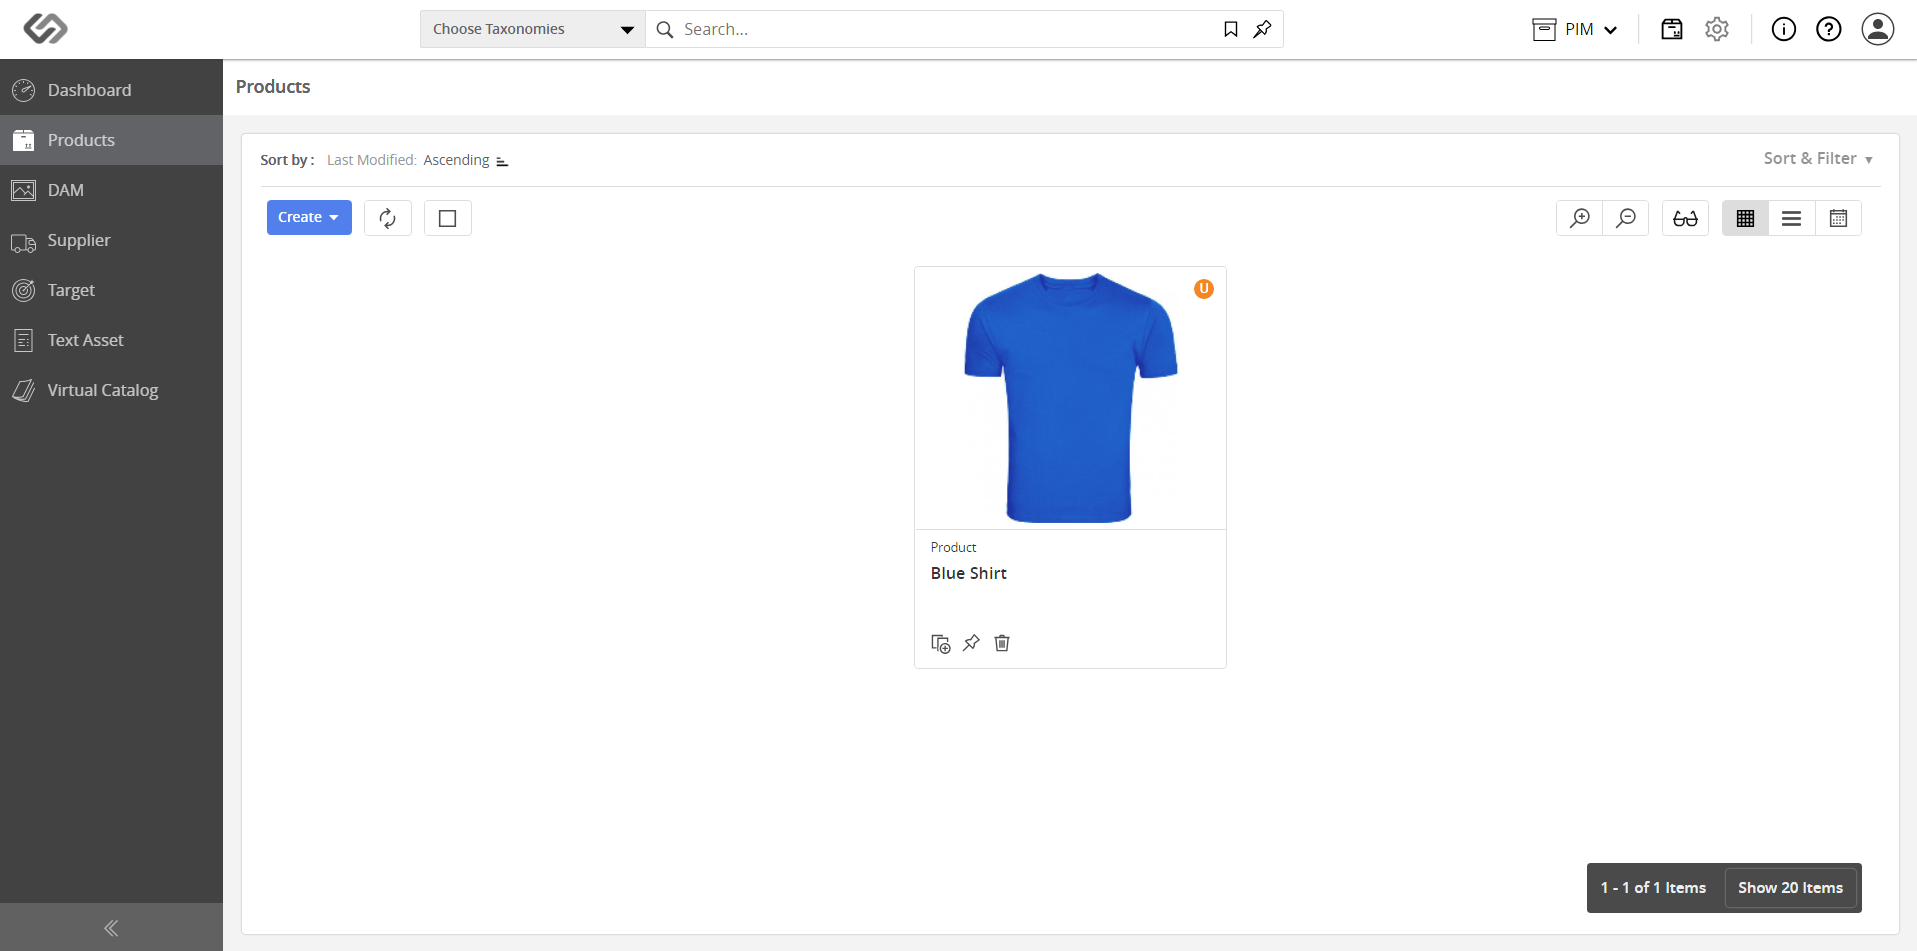 Choose Taxonomies
Search...
PIM
Dashboard
Products
DAM
Supplier
Target
Text Asset
Virtual Catalog
Products
Sort by : Last Modified: Ascending
Sort & Filter
Create
U
Product
Blue Shirt
1 - 1 of 1 Items
Show 20 Items